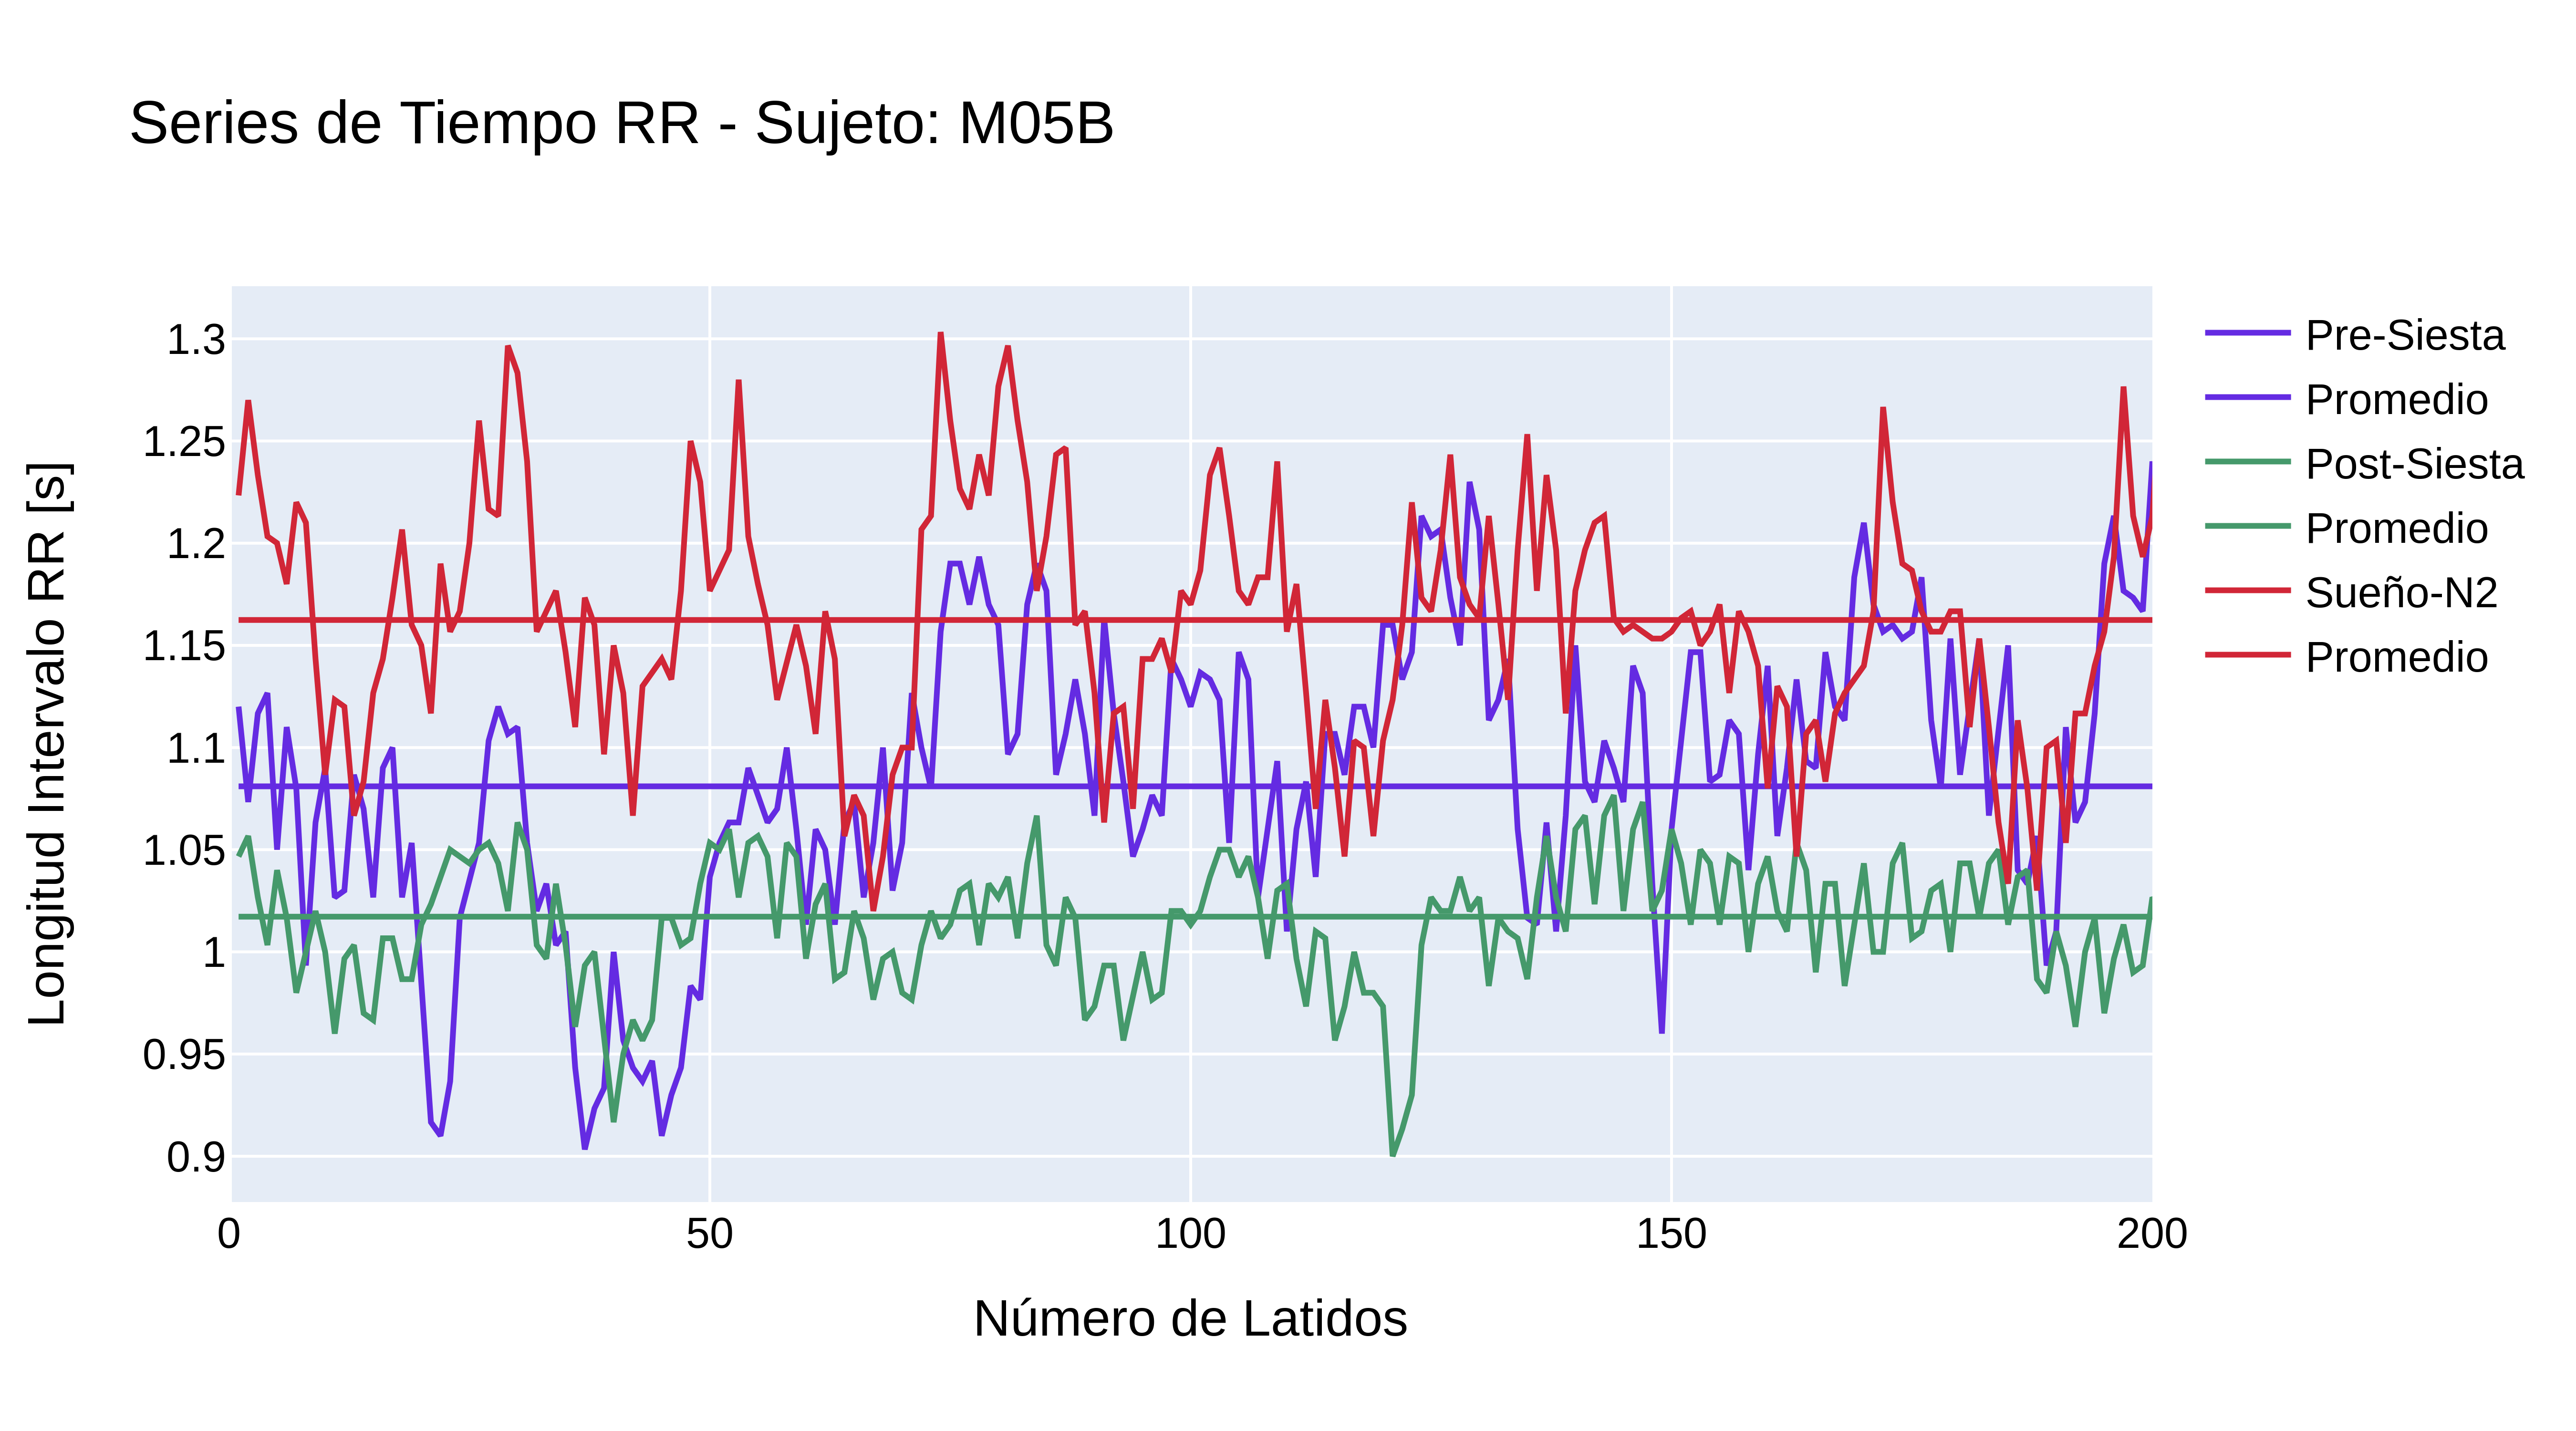 Series de Tiempo RR - Sujeto: M05B
Longitud Intervalo RR [s]
1.3
1.25
1.2
1.15
1.1
1.05
1
0.95
0.9
0
50
100
150
200
Número de Latidos
Pre-Siesta
Promedio
Post-Siesta
Promedio
Sueño-N2
Promedio